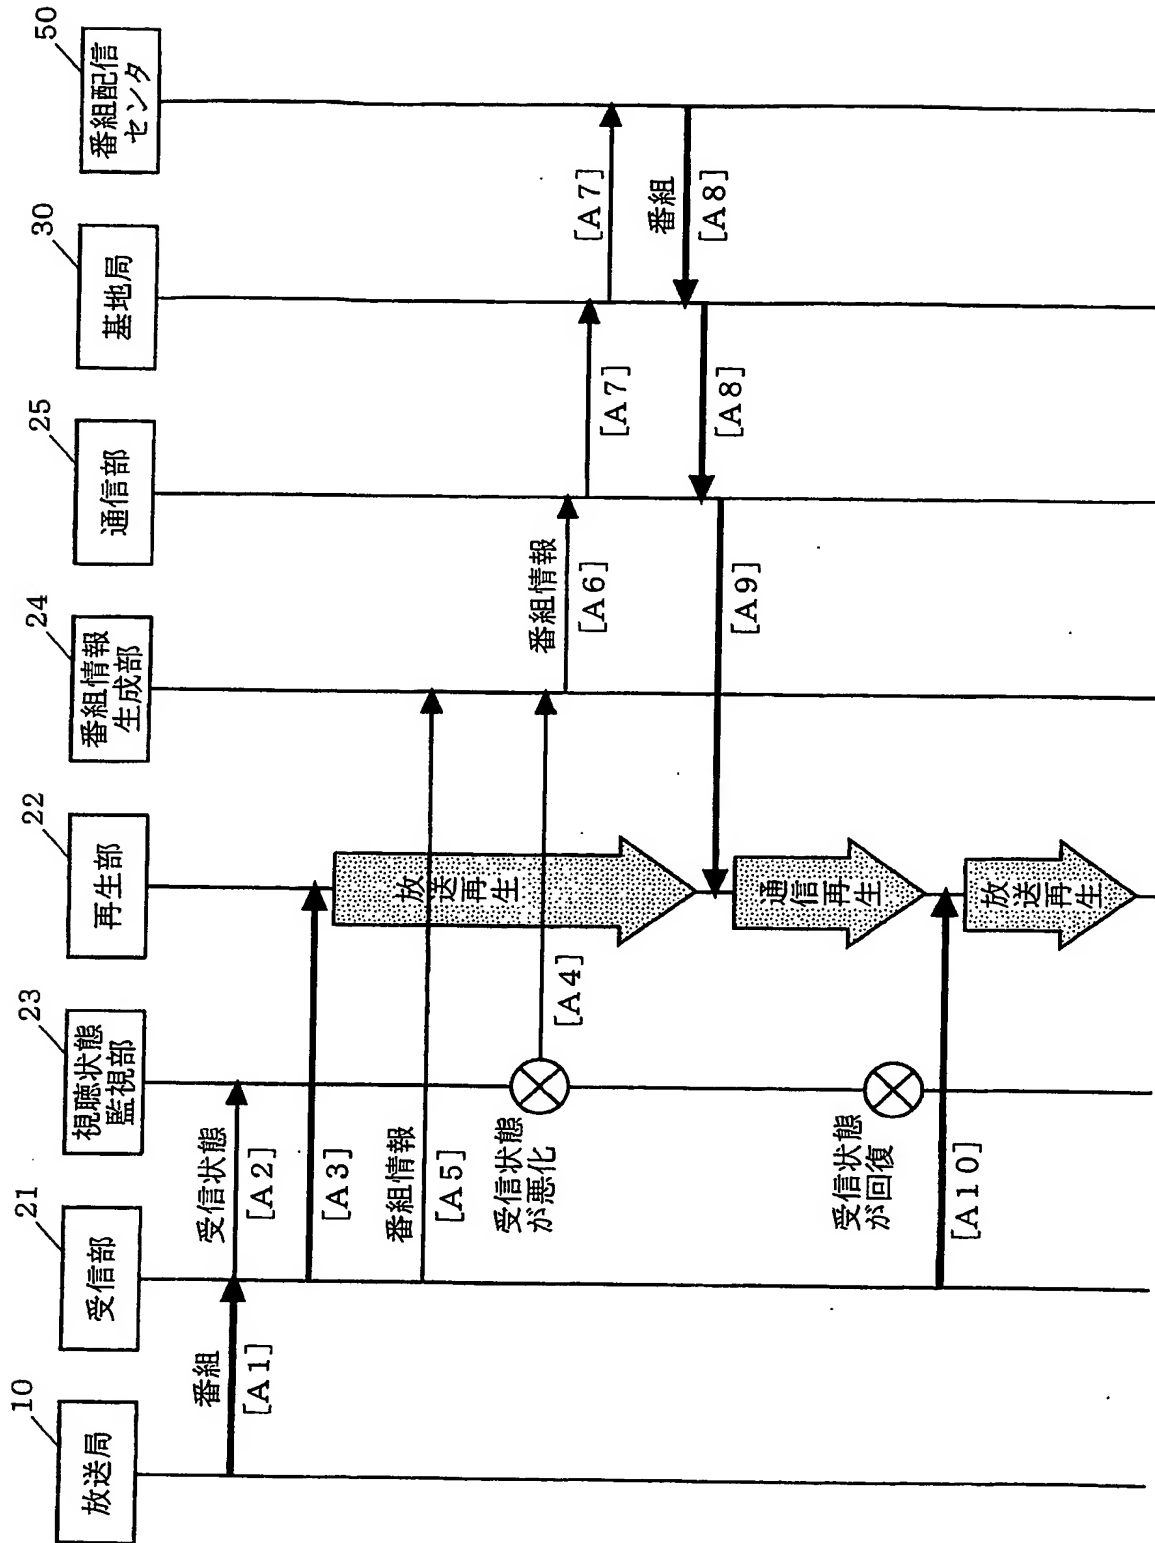 10
放送局
21
受信部
23
視聴状態
監視部
22
再生部
24
番組情報
生成部
25
通信部
30
基地局
50
番組配信
センタ
番組
[A1]
受信状態
[A2]
[A3]
放送再生
番組情報
[A5]
受信状態
が悪化
[A4]
番組情報
[A6]
[A7]
[A7]
番組
[A8]
[A8]
[A9]
通信再生
受信状態
が回復
[A10]
放送再生